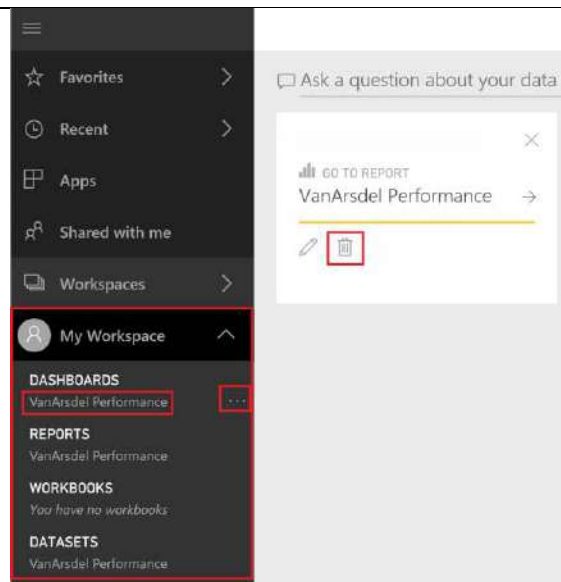 Favorites
Recent
Apps
Shared with me
Workspaces
My Workspace
DASHBOARDS
VanArsdel Performance
REPORTS
VanArsdel Performance
WORKBOOKS
You have no workbooks
DATASETS
VanArsdel Performance
Ask a question about your data
GO TO REPORT
VanArsdel Performance